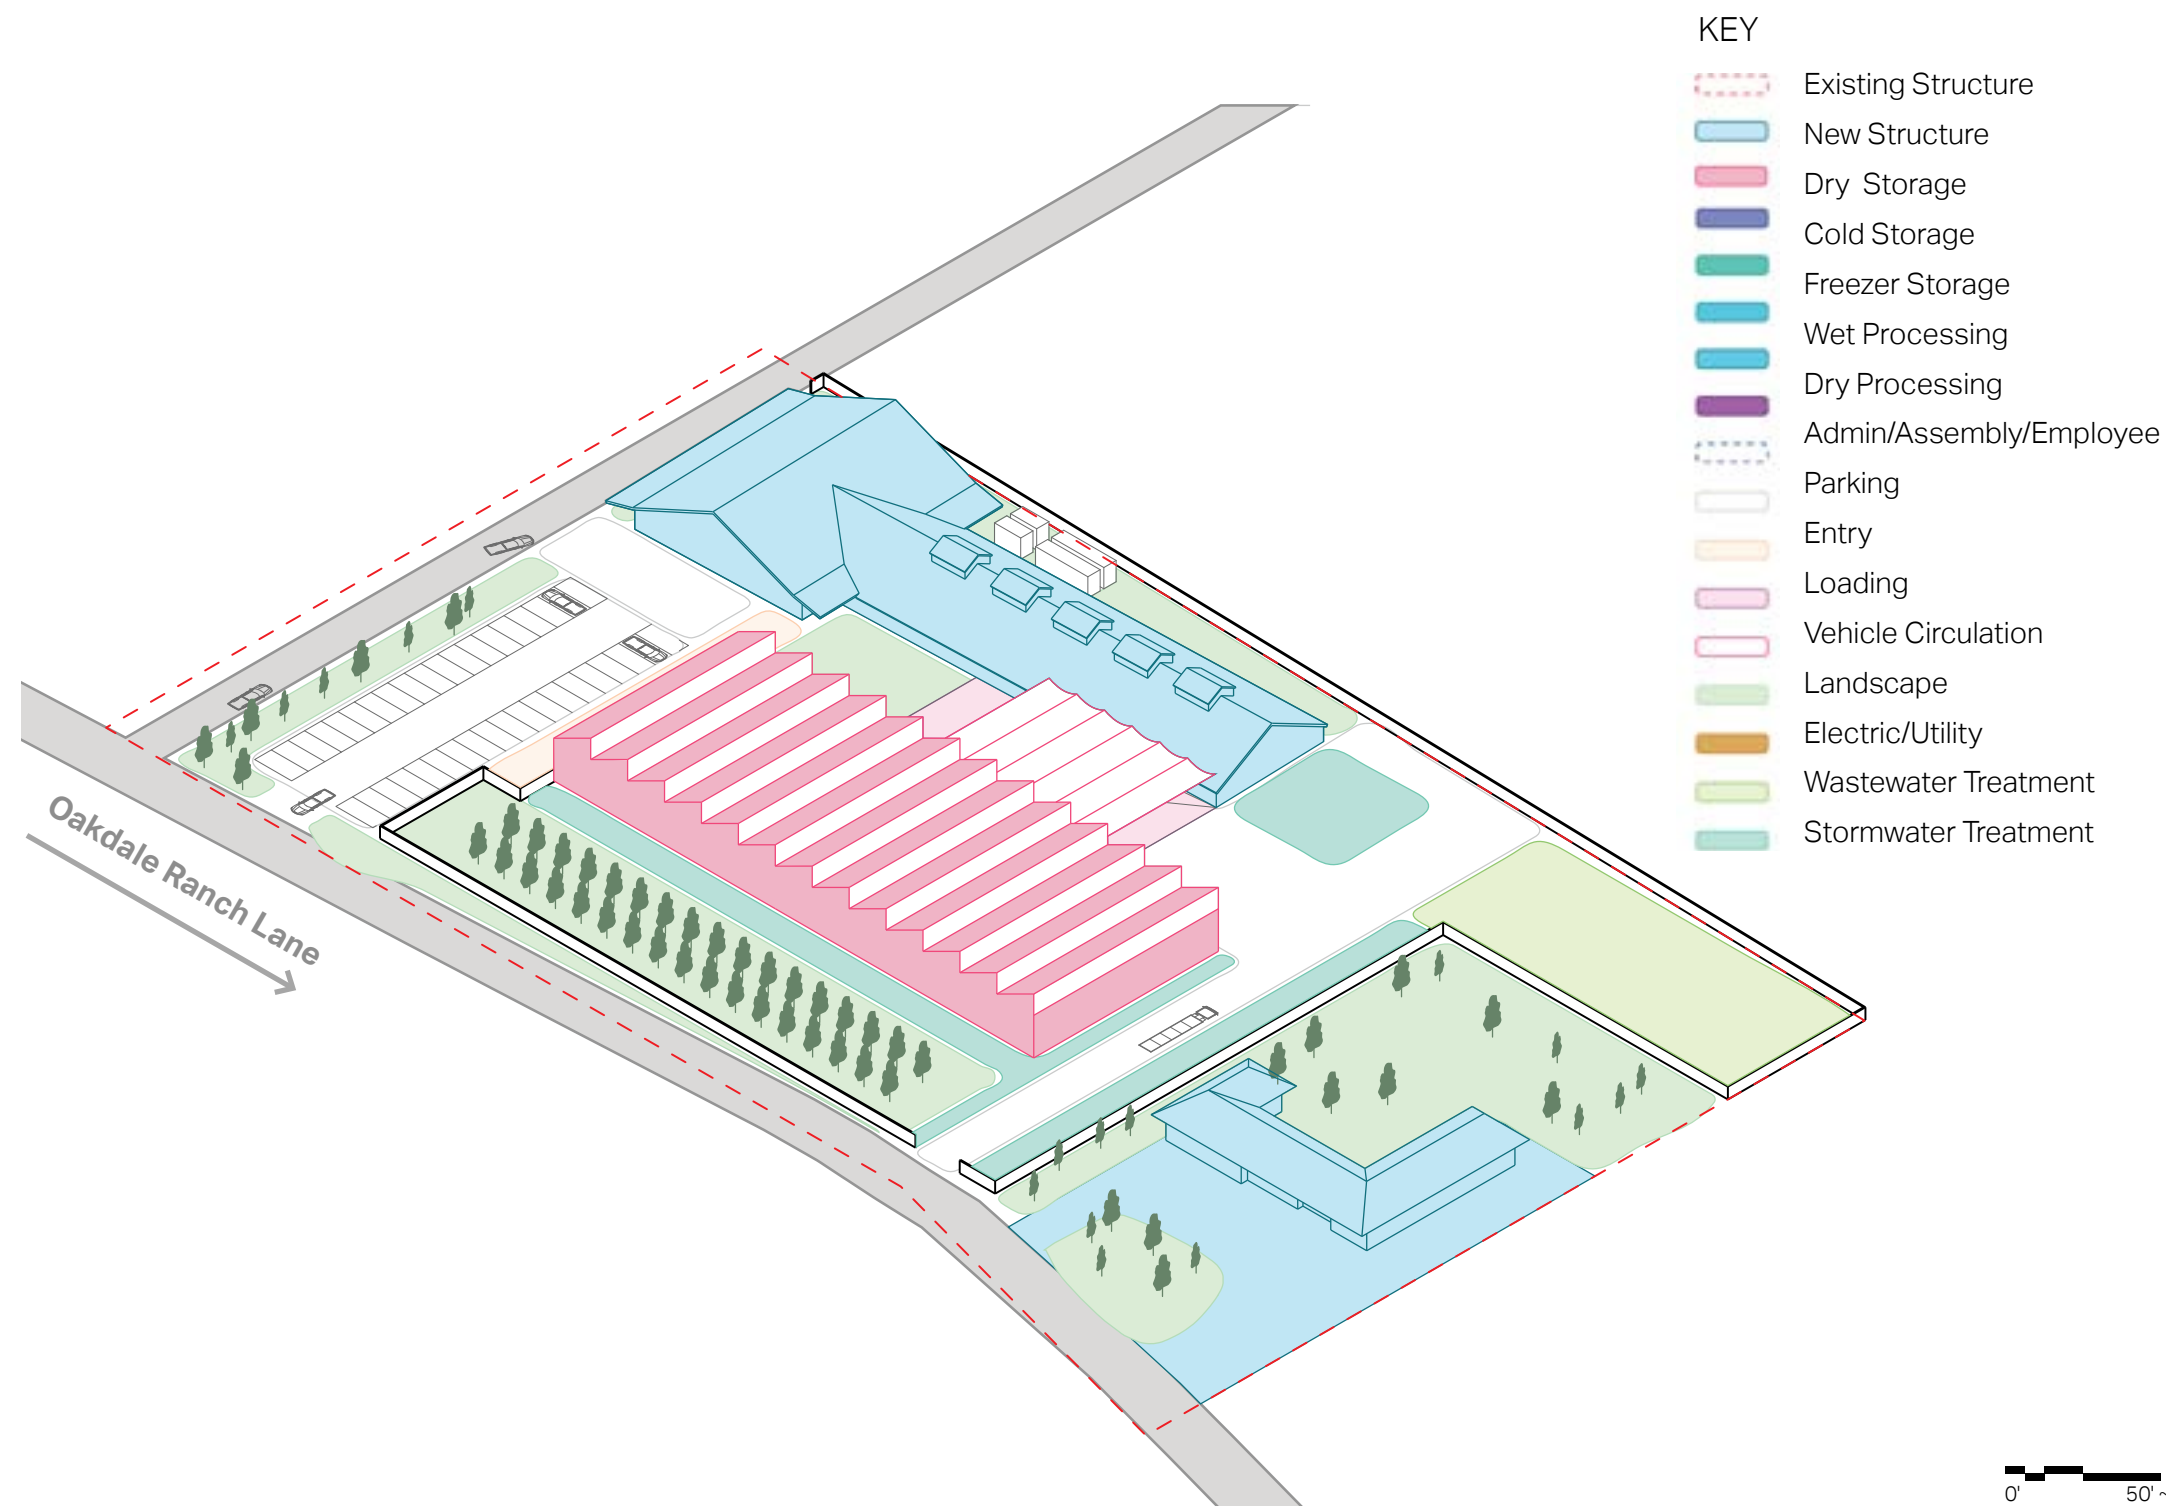 KEY
Existing Structure
New Structure
Dry Storage
Cold Storage
Freezer Storage
Wet Processing
Dry Processing
Admin/Assembly/Employee
Parking
Entry
Loading
Vehicle Circulation
Landscape
Electric/Utility
Wastewater Treatment
Stormwater Treatment
Oakdale Ranch Lane
0' 50'